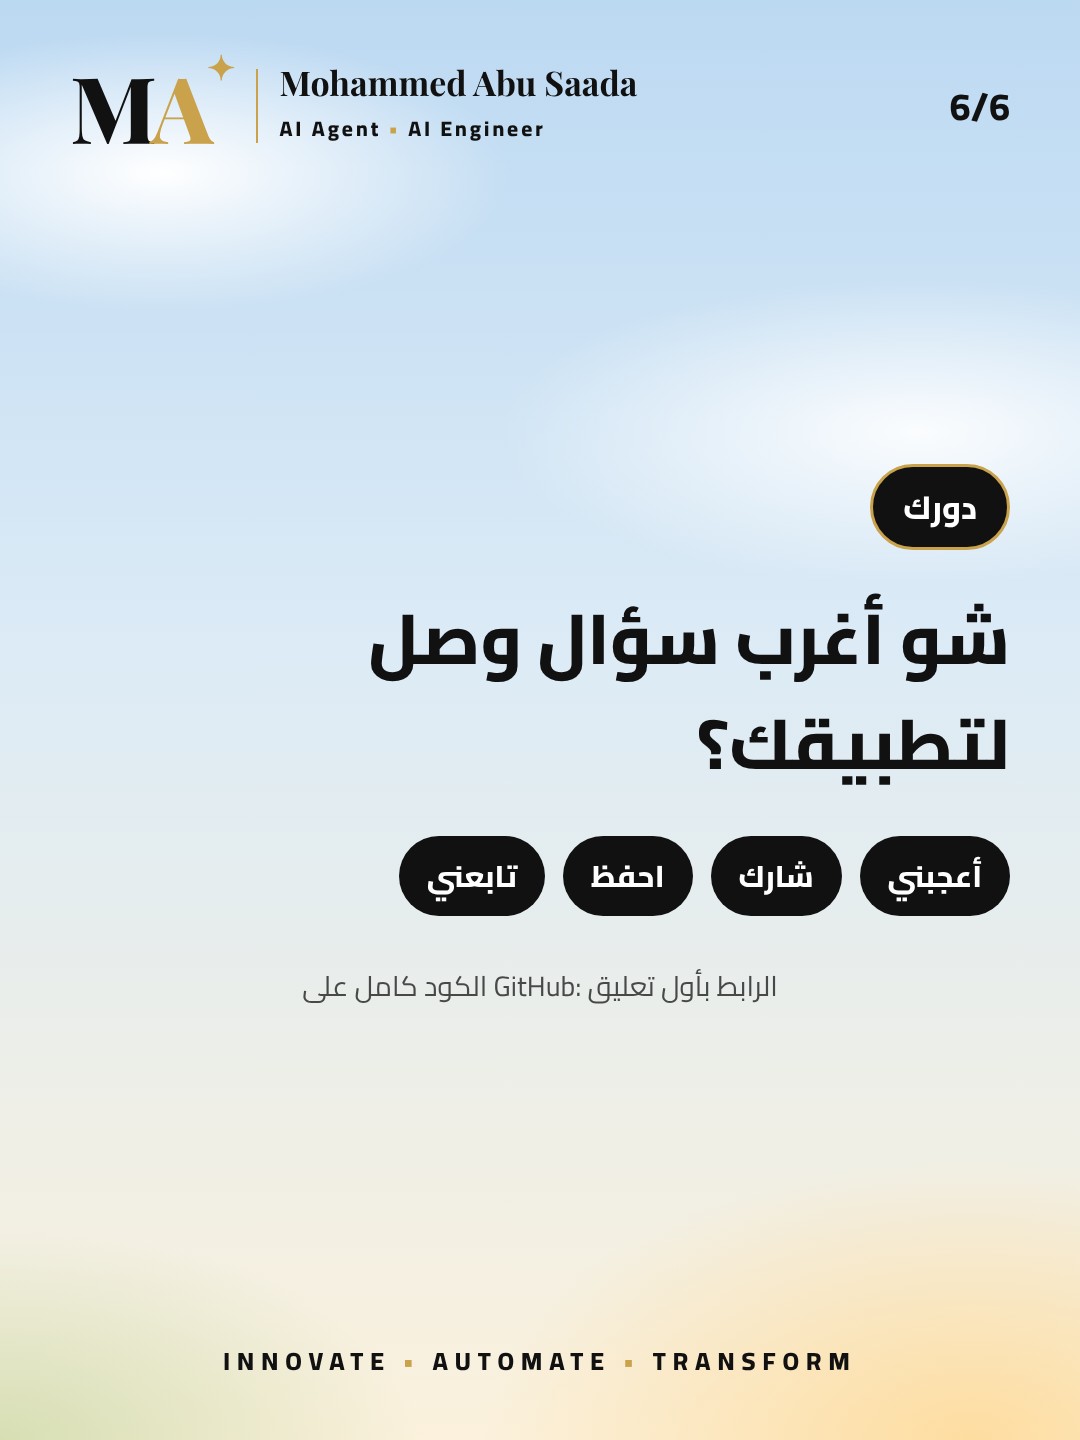 MA
Mohammed Abu Saada
AI Agent ▪ AI Engineer
6/6
دورك
شو أغرب سؤال وصل
لتطبيقك؟
أعجبني
شارك
احفظ
تابعني
الرابط بأول تعليق :GitHub الكود كامل على
INNOVATE ▪ AUTOMATE ▪ TRANSFORM